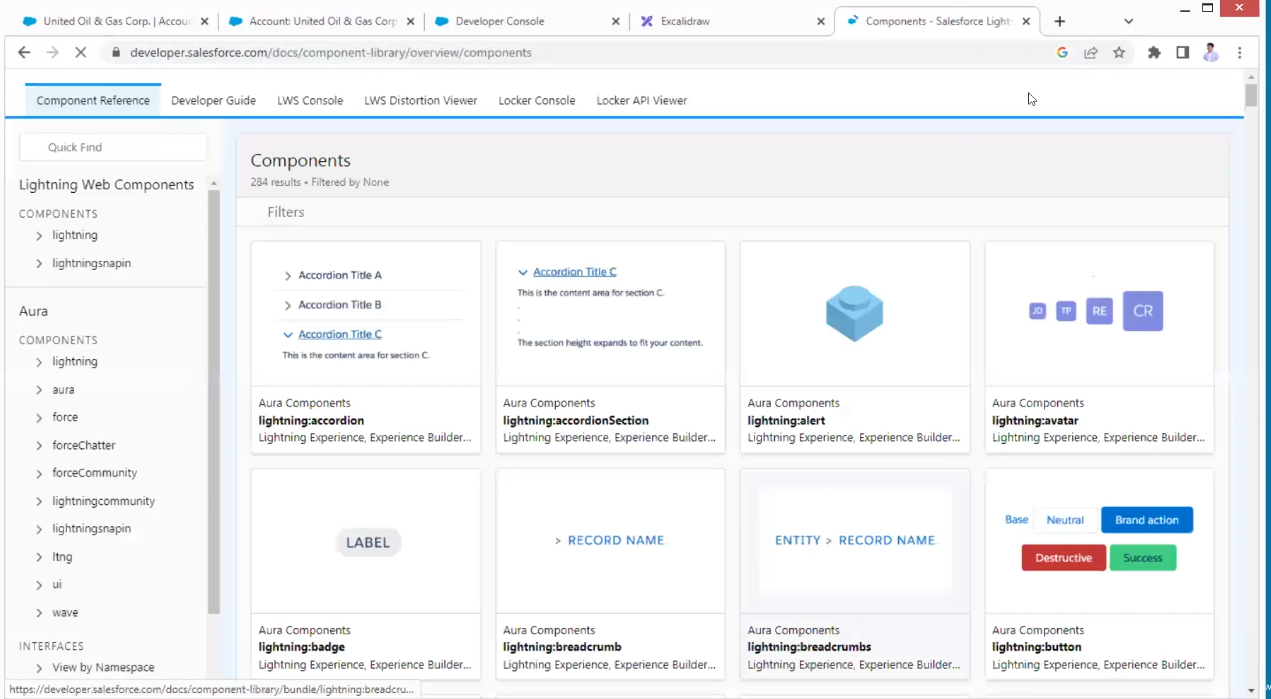 United Oil & Gas Corp. | Accou
Account: United Oil & Gas Corp
Developer Console
Excalidraw
Components - Salesforce Light
developer.salesforce.com/docs/component-library/overview/components
Component Reference
Developer Guide
LWS Console
LWS Distortion Viewer
Locker Console
Locker API Viewer
Quick Find
Lightning Web Components
COMPONENTS
lightning
lightningsnapin
Aura
COMPONENTS
lightning
aura
force
forceChatter
forceCommunity
lightningcommunity
lightningsnapin
ltng
ui
wave
INTERFACES
View by Namespace
Components
284 results • Filtered by None
Filters
Accordion Title A
Accordion Title B
Accordion Title C
This is the content area for section C.
Aura Components
lightning:accordion
Lightning Experience, Experience Builder...
Accordion Title C
This is the content area for section C.
.
.
.
The section height expands to fit your content.
Aura Components
lightning:accordionSection
Lightning Experience, Experience Builder...
Aura Components
lightning:alert
Lightning Experience, Experience Builder...
JD TP RE CR
Aura Components
lightning:avatar
Lightning Experience, Experience Builder...
LABEL
Aura Components
lightning:badge
Lightning Experience, Experience Builder...
> RECORD NAME
Aura Components
lightning:breadcrumb
Lightning Experience, Experience Builder...
ENTITY > RECORD NAME
Aura Components
lightning:breadcrumbs
Lightning Experience, Experience Builder...
Base Neutral Brand action
Destructive Success
Aura Components
lightning:button
Lightning Experience, Experience Builder...
https://developer.salesforce.com/docs/component-library/bundle/lightning:breadcru...